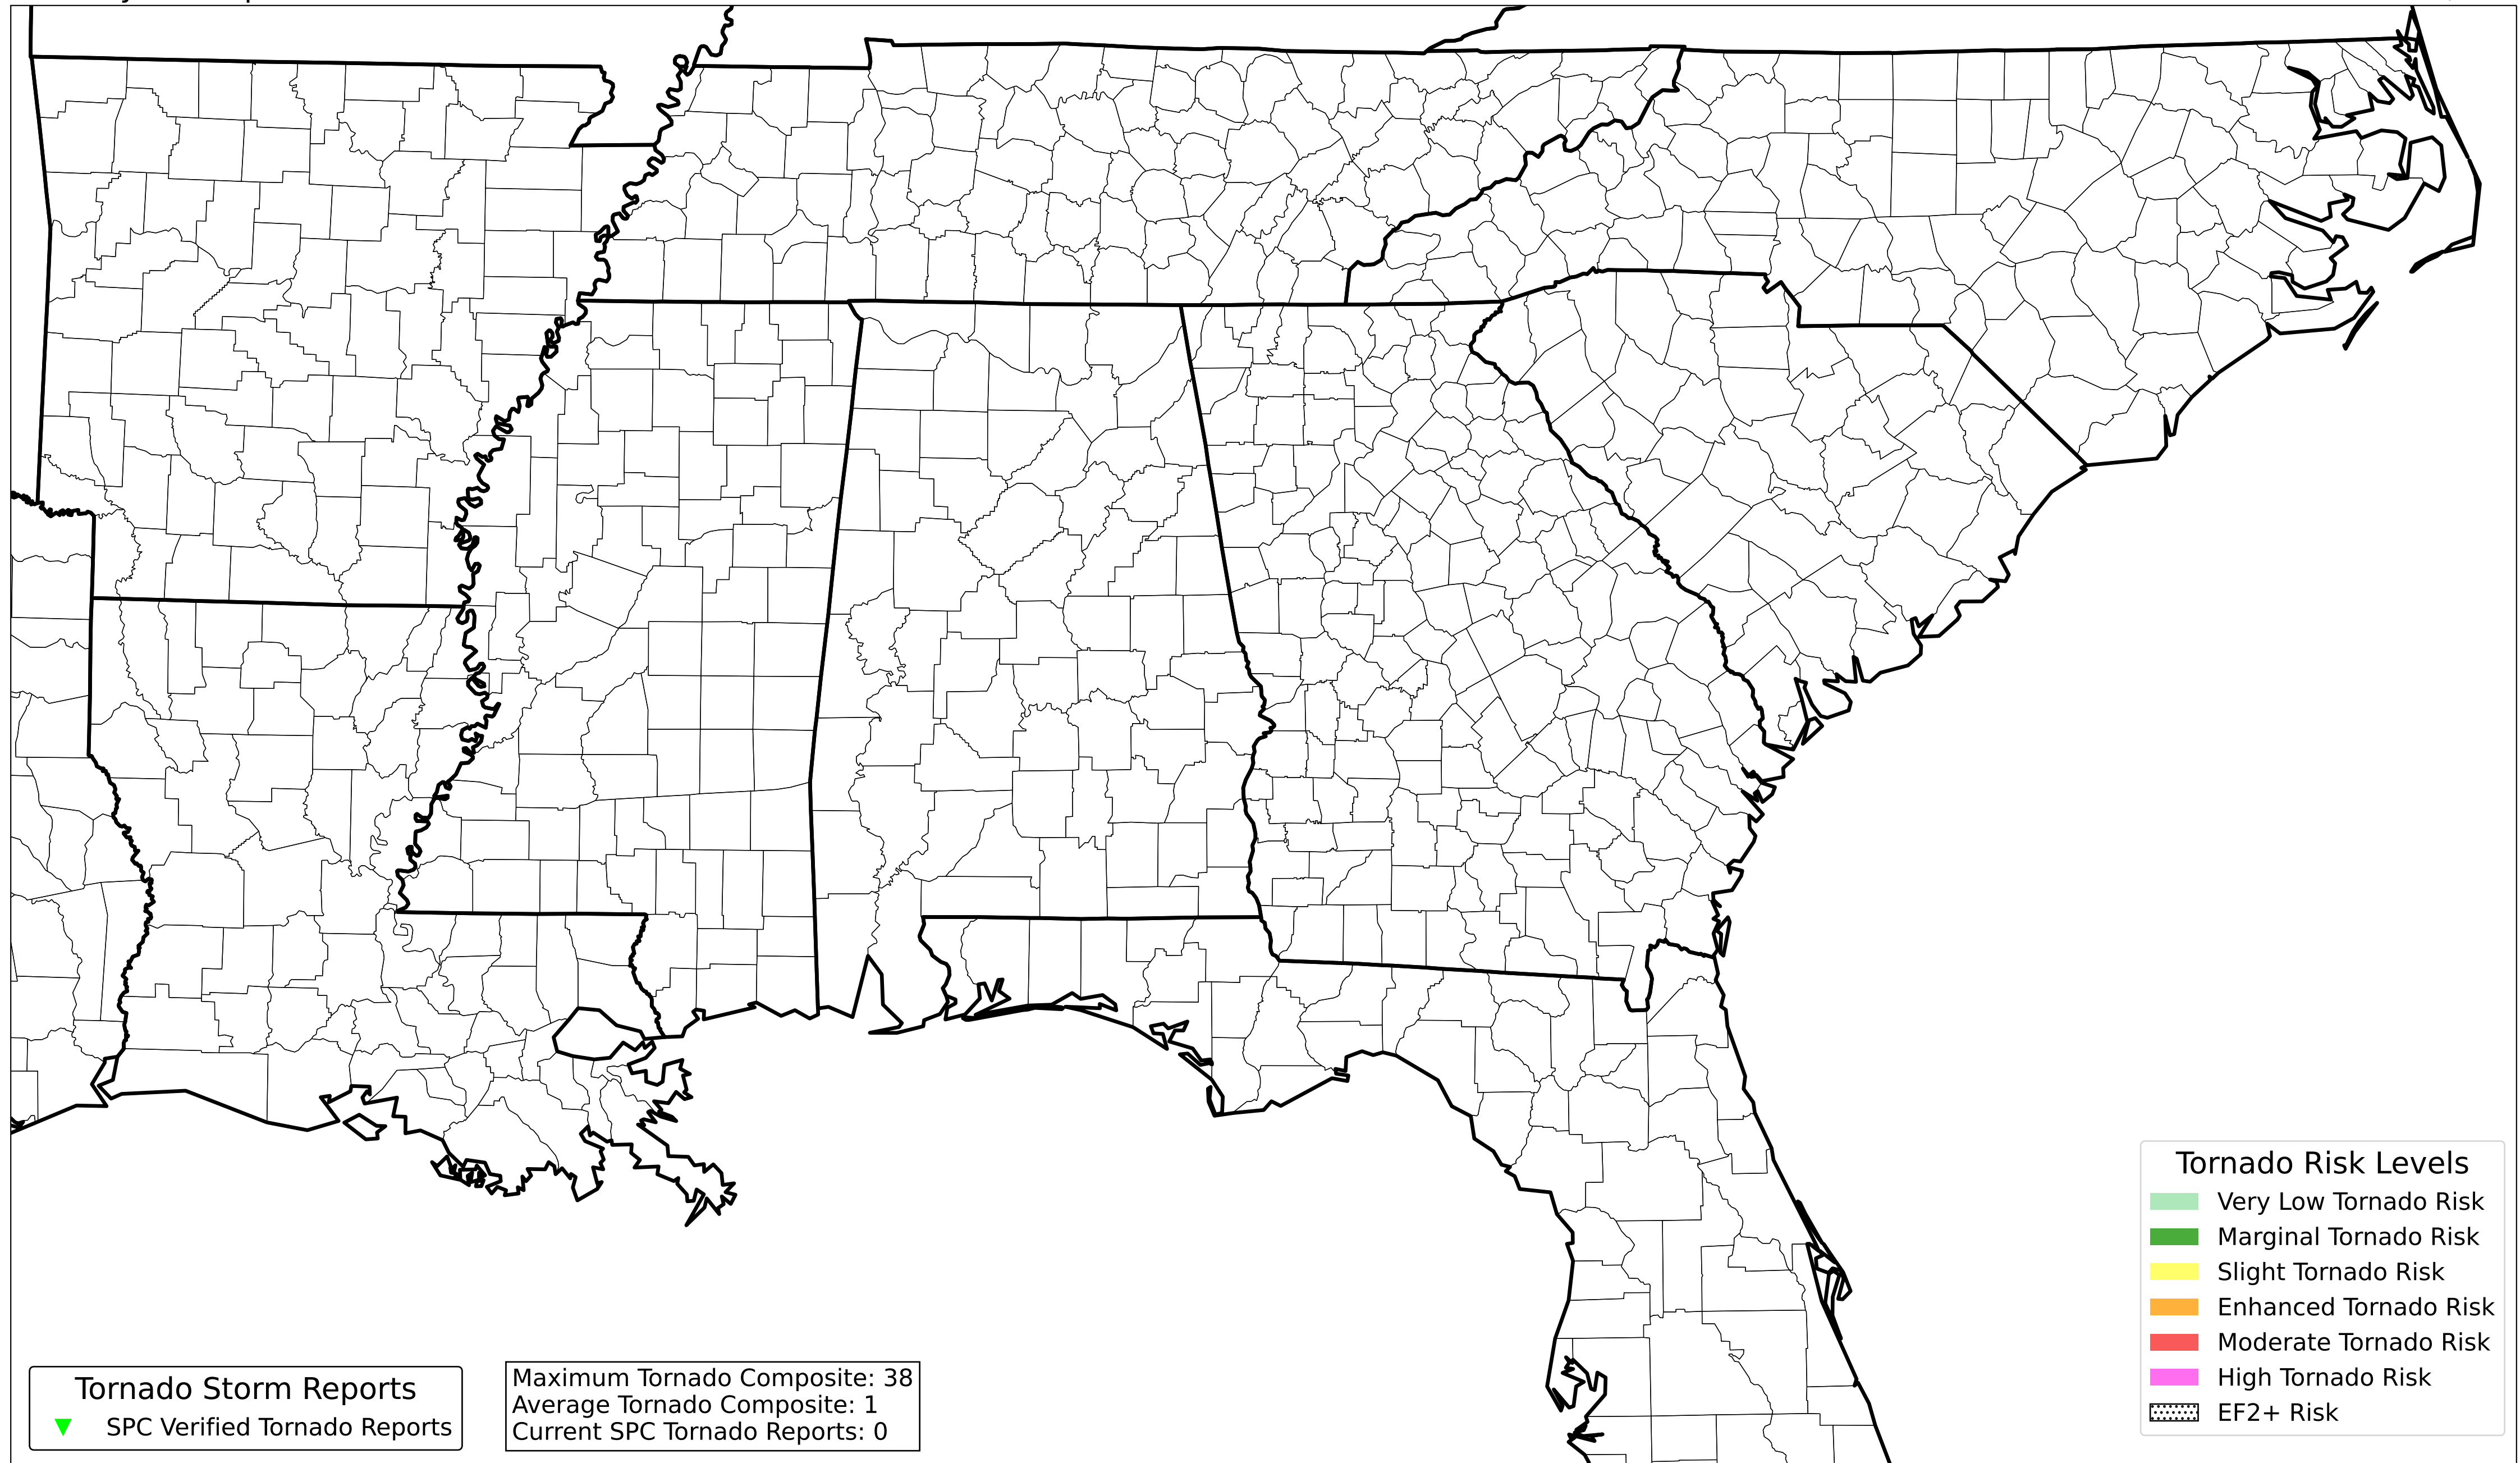 Tornado Risk Levels
Very Low Tornado Risk
Marginal Tornado Risk
Slight Tornado Risk
Enhanced Tornado Risk
Moderate Tornado Risk
High Tornado Risk
EF2+ Risk
Tornado Storm Reports
SPC Verified Tornado Reports
Maximum Tornado Composite: 38
Average Tornado Composite: 1
Current SPC Tornado Reports: 0